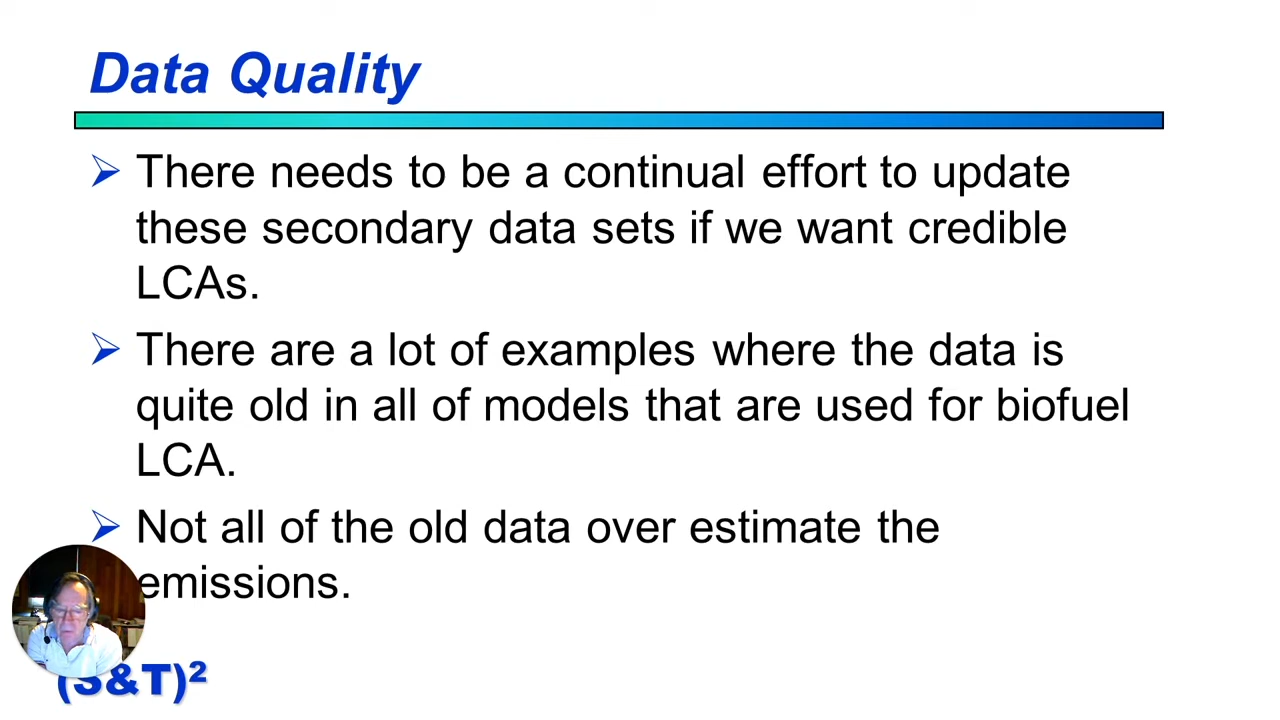 Data Quality
There needs to be a continual effort to update
these secondary data sets if we want credible
LCAs.
There are a lot of examples where the data is
quite old in all of models that are used for biofuel
LCA.
Not all of the old data over estimate the
emissions.
(S&T)²